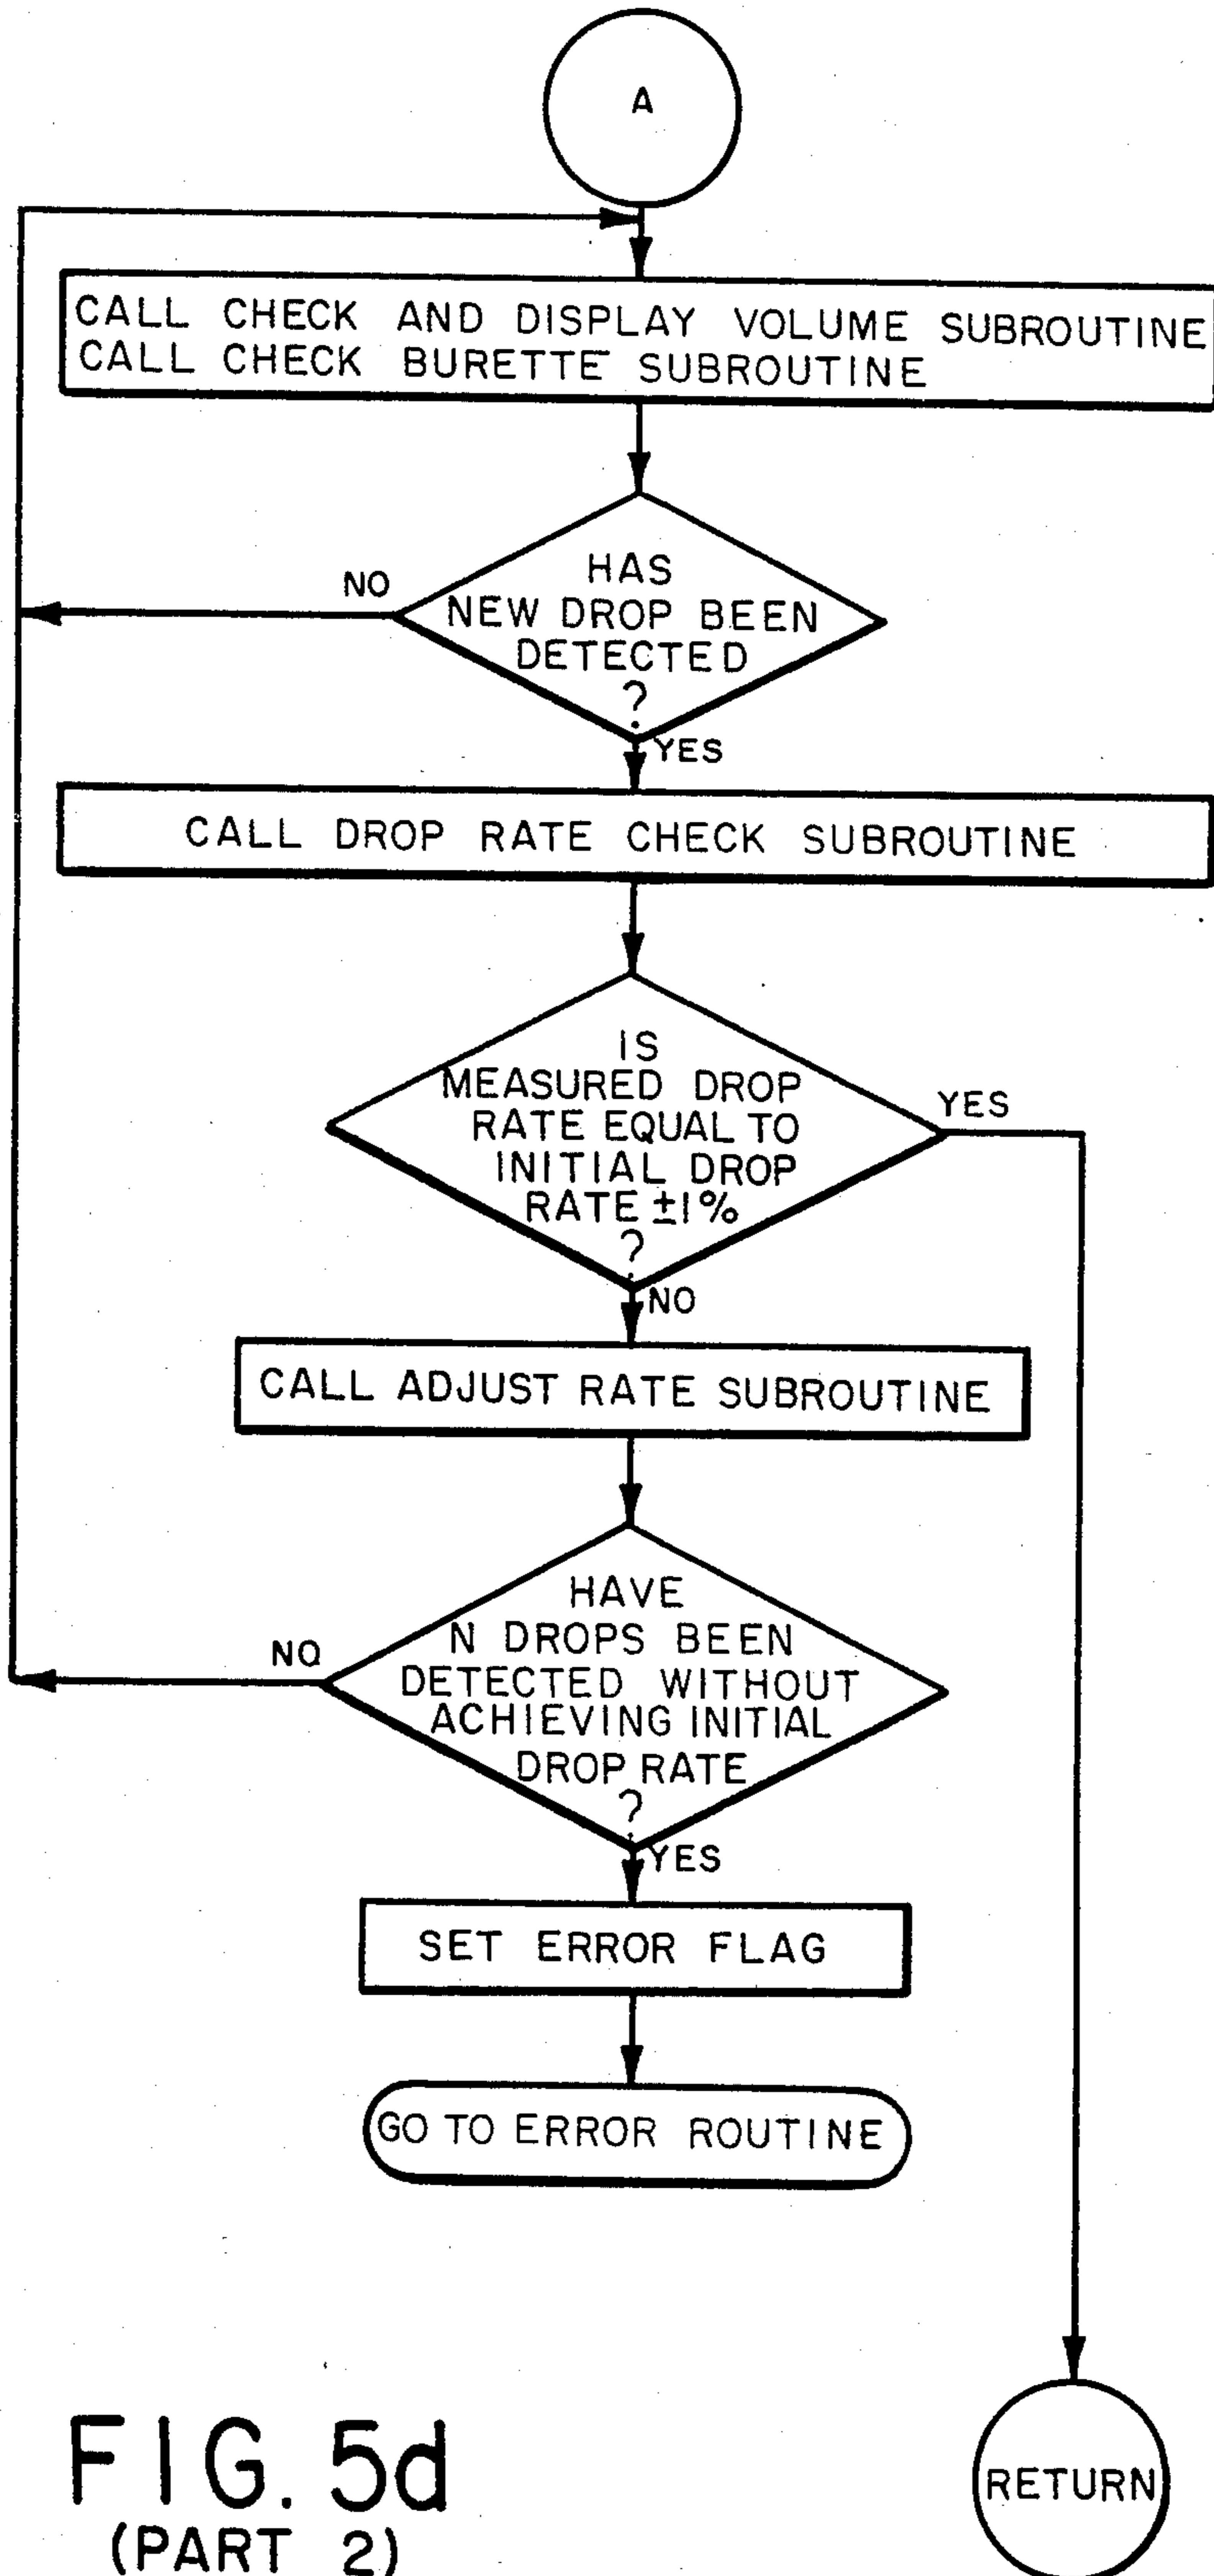 A
CALL CHECK AND DISPLAY VOLUME SUBROUTINE
CALL CHECK BURETTE SUBROUTINE
HAS
NEW DROP BEEN
DETECTED
?
NO
YES
CALL DROP RATE CHECK SUBROUTINE
IS
MEASURED DROP
RATE EQUAL TO
INITIAL DROP
RATE ±1%
?
YES
NO
CALL ADJUST RATE SUBROUTINE
HAVE
N DROPS BEEN
DETECTED WITHOUT
ACHIEVING INITIAL
DROP RATE
?
NO
YES
SET ERROR FLAG
GO TO ERROR ROUTINE
RETURN
FIG. 5d
(PART 2)